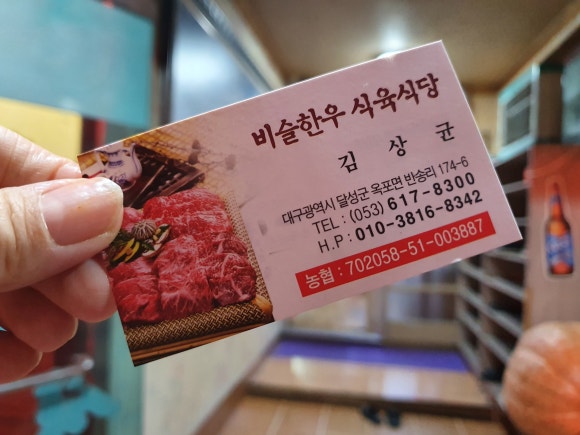 비슬한우 식육식당
김 상 균
대구광역시 달성군 옥포면 반송리 174-6
TEL : (053) 617-8300
H.P : 010-3816-8342
농협 : 702058-51-003887